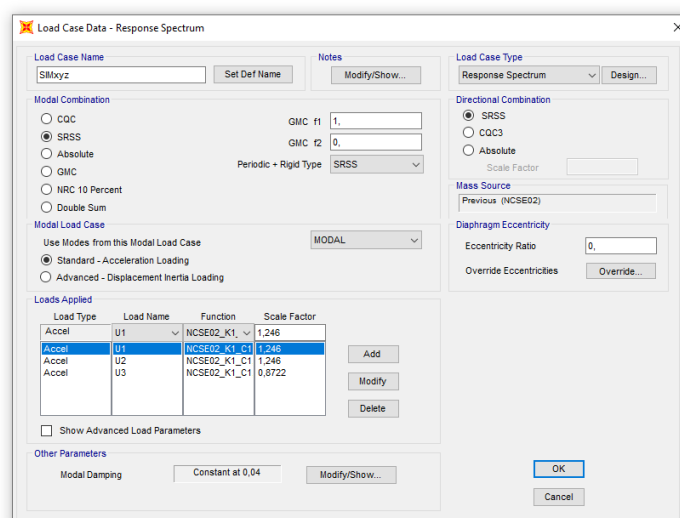 Load Case Data - Response Spectrum
Load Case Name
SIMxyz
Set Def Name
Notes
Modify/Show...
Load Case Type
Response Spectrum
Design...
Modal Combination
CQC
SRSS
Absolute
GMC
NRC 10 Percent
Double Sum
GMC f1 1,
GMC f2 0,
Periodic + Rigid Type SRSS
Directional Combination
SRSS
CQC3
Absolute
Scale Factor
Mass Source
Previous (NCSE02)
Modal Load Case
Use Modes from this Modal Load Case MODAL
Standard - Acceleration Loading
Advanced - Displacement Inertia Loading
Diaphragm Eccentricity
Eccentricity Ratio 0,
Override Eccentricities Override...
Loads Applied
Load Type Load Name Function Scale Factor
Accel U1 NCSE02_K1_ 1,246
Accel U1 NCSE02_K1_C1 1,246
Accel U2 NCSE02_K1_C1 1,246
Accel U3 NCSE02_K1_C1 0,8722
Add
Modify
Delete
Show Advanced Load Parameters
Other Parameters
Modal Damping Constant at 0,04 Modify/Show...
OK
Cancel